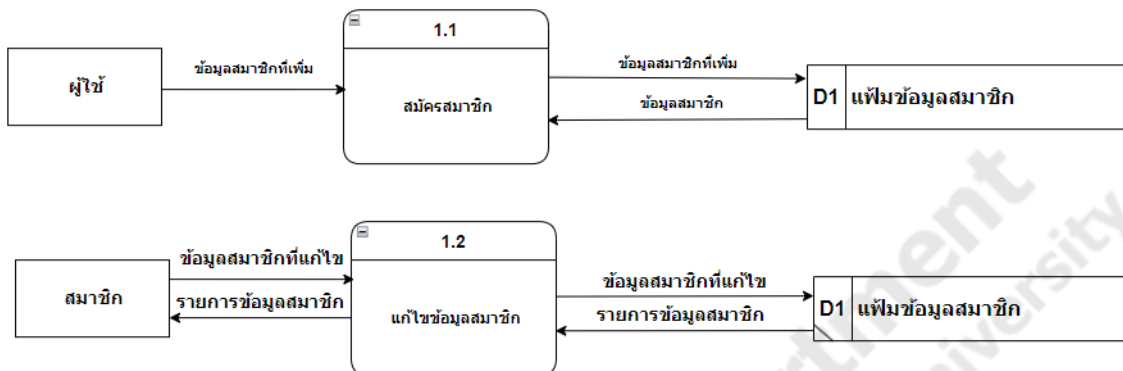 1.1
ผู้ใช้
ข้อมูลสมาชิกที่เพิ่ม
สมัครสมาชิก
ข้อมูลสมาชิกที่เพิ่ม
ข้อมูลสมาชิก
D1 แฟ้มข้อมูลสมาชิก
1.2
สมาชิก
ข้อมูลสมาชิกที่แก้ไข
รายการข้อมูลสมาชิก
แก้ไขข้อมูลสมาชิก
ข้อมูลสมาชิกที่แก้ไข
รายการข้อมูลสมาชิก
D1 แฟ้มข้อมูลสมาชิก